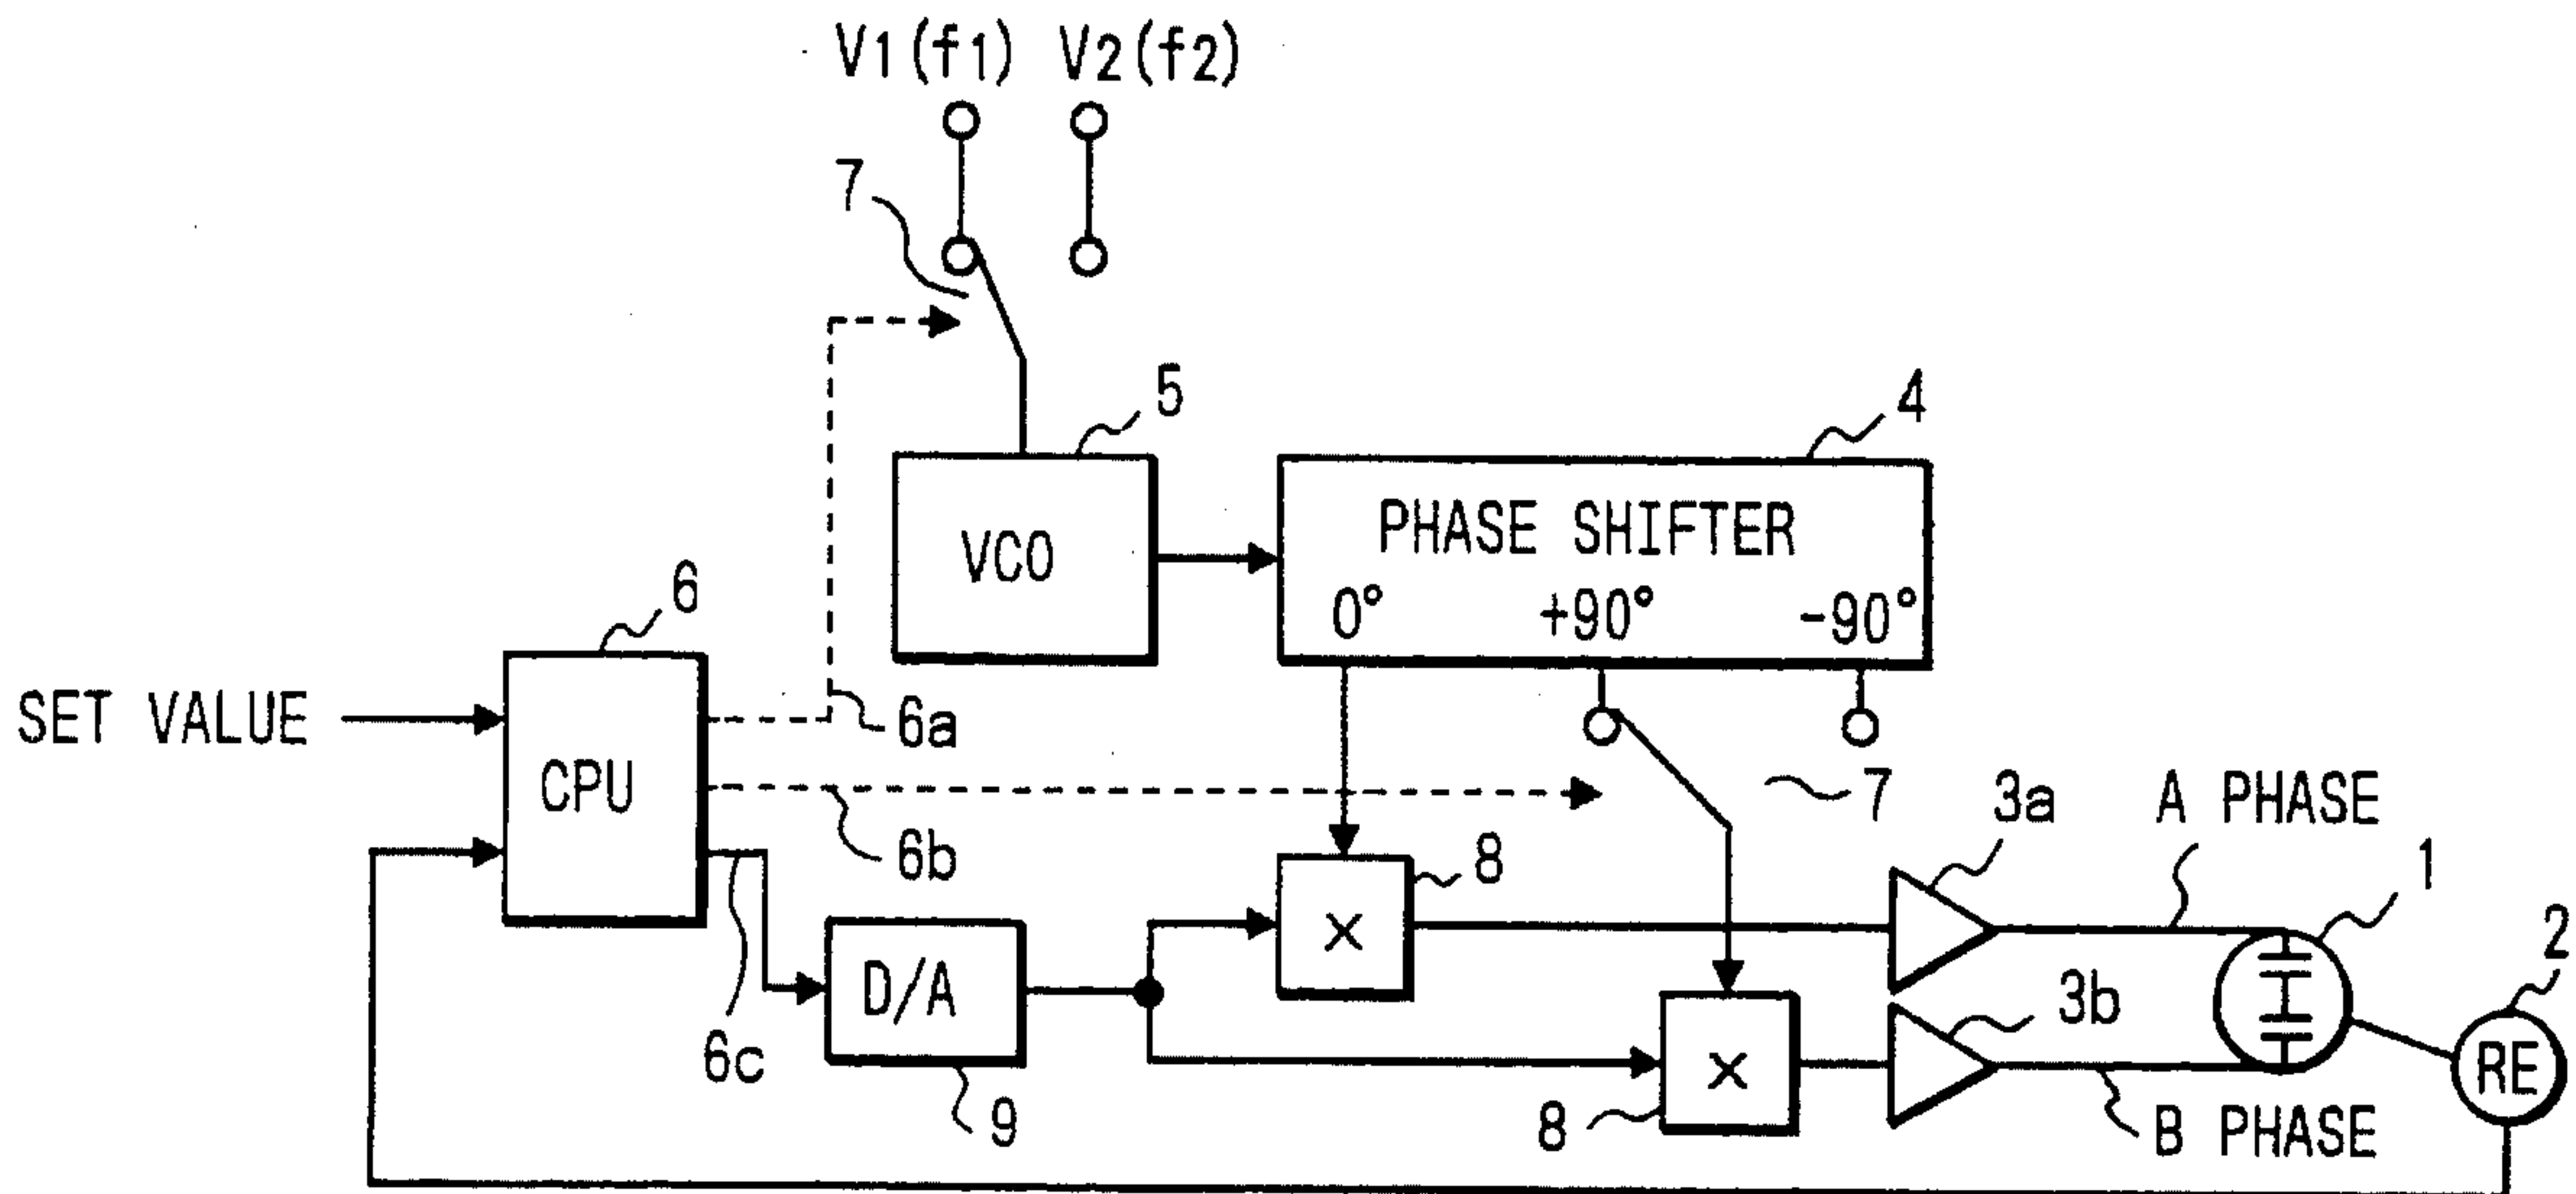 V1(f1) V2(f2)
7
5
4
VCO
PHASE SHIFTER
0° +90° -90°
6
SET VALUE
CPU
6a
6b
6c
7
3a
A PHASE
8
×
1
2
D/A
9
8
×
3b
RE
B PHASE